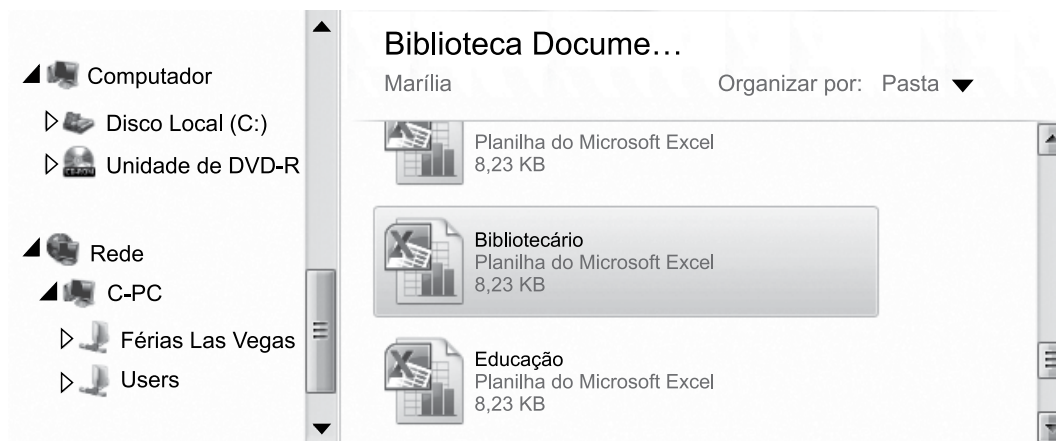 Computador
Disco Local (C:)
Unidade de DVD-R
Rede
C-PC
Férias Las Vegas
Users
Biblioteca Docume...
Marília
Organizar por: Pasta
Planilha do Microsoft Excel
8,23 KB
Bibliotecário
Planilha do Microsoft Excel
8,23 KB
Educação
Planilha do Microsoft Excel
8,23 KB